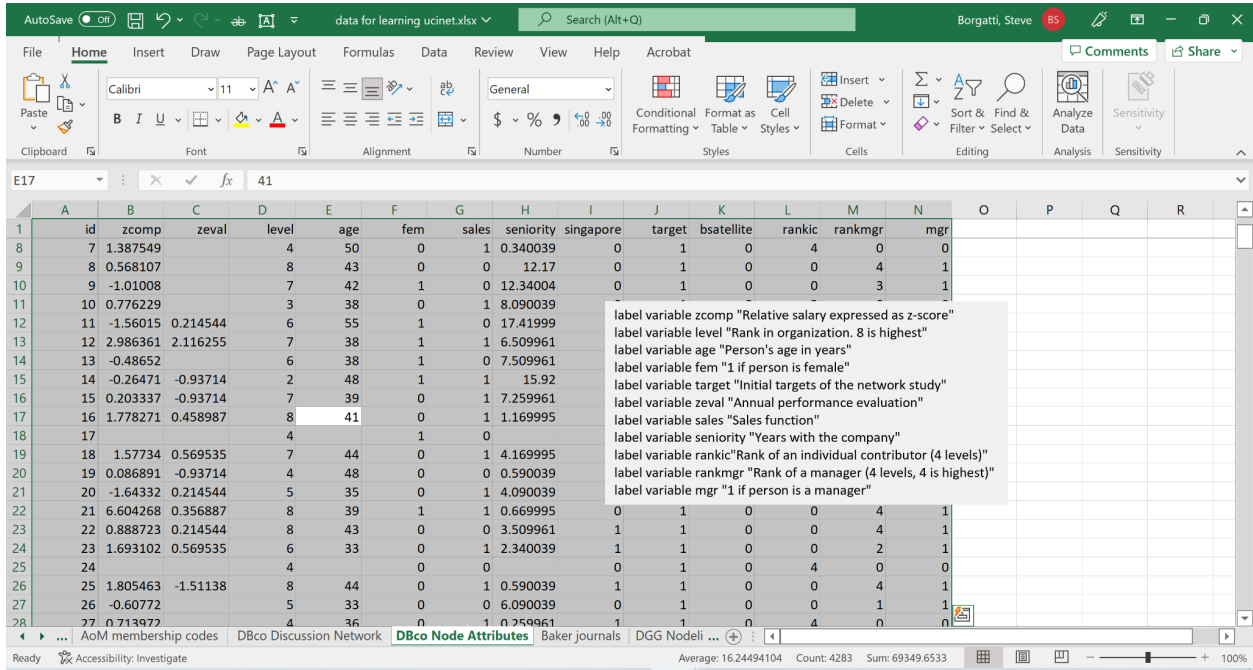 AutoSave Off data for learning ucinet.xlsx Search (Alt+Q) Borgatti, Steve BS
File Home Insert Draw Page Layout Formulas Data Review View Help Acrobat Comments Share
Calibri 11 A^ Aˇ ab General Insert Σ
Paste B I U A $ % 9 .00 Conditional Format as Cell Delete Sort & Find & Analyze Sensitivity
Formatting Table Styles Format Filter Select Data
Clipboard Font Alignment Number Styles Cells Editing Analysis Sensitivity
E17 fx 41
A B C D E F G H I J K L M N O P Q R
1 id zcomp zeval level age fem sales seniority singapore target bsatellite rankic rankmgr mgr
8 7 1.387549 4 50 0 1 0.340039 0 1 0 4 0 0
9 8 0.568107 8 43 0 0 12.17 0 1 0 0 4 1
10 9 -1.01008 7 42 1 0 12.34004 0 1 0 0 3 1
11 10 0.776229 3 38 0 1 8.090039
12 11 -1.56015 0.214544 6 55 1 0 17.41999
13 12 2.986361 2.116255 7 38 1 1 6.509961
14 13 -0.48652 6 38 1 0 7.509961
15 14 -0.26471 -0.93714 2 48 1 1 15.92
16 15 0.203337 -0.93714 7 39 0 1 7.259961
17 16 1.778271 0.458987 8 41 0 1 1.169995
18 17 4 1 0
19 18 1.57734 0.569535 7 44 0 1 4.169995
20 19 0.086891 -0.93714 4 48 0 0 0.590039
21 20 -1.64332 0.214544 5 35 0 1 4.090039
22 21 6.604268 0.356887 8 39 1 1 0.669995 0 1 0 0 4 1
23 22 0.888723 0.214544 8 43 0 0 3.509961 1 1 0 0 4 1
24 23 1.693102 0.569535 6 33 0 1 2.340039 1 1 0 0 2 1
25 24 4 0 0 0 1 0 4 0 0
26 25 1.805463 -1.51138 8 44 0 1 0.590039 1 1 0 0 4 1
27 26 -0.60772 5 33 0 0 6.090039 0 1 0 0 1 1
28 27 0.713972 4 36 0 1 0.259961 1 1 0 4 0 0
label variable zcomp "Relative salary expressed as z-score"
label variable level "Rank in organization. 8 is highest"
label variable age "Person's age in years"
label variable fem "1 if person is female"
label variable target "Initial targets of the network study"
label variable zeval "Annual performance evaluation"
label variable sales "Sales function"
label variable seniority "Years with the company"
label variable rankic"Rank of an individual contributor (4 levels)"
label variable rankmgr "Rank of a manager (4 levels, 4 is highest)"
label variable mgr "1 if person is a manager"
... AoM membership codes DBco Discussion Network DBco Node Attributes Baker journals DGG Nodeli ...
Ready Accessibility: Investigate Average: 16.24494104 Count: 4283 Sum: 69349.6533 100%